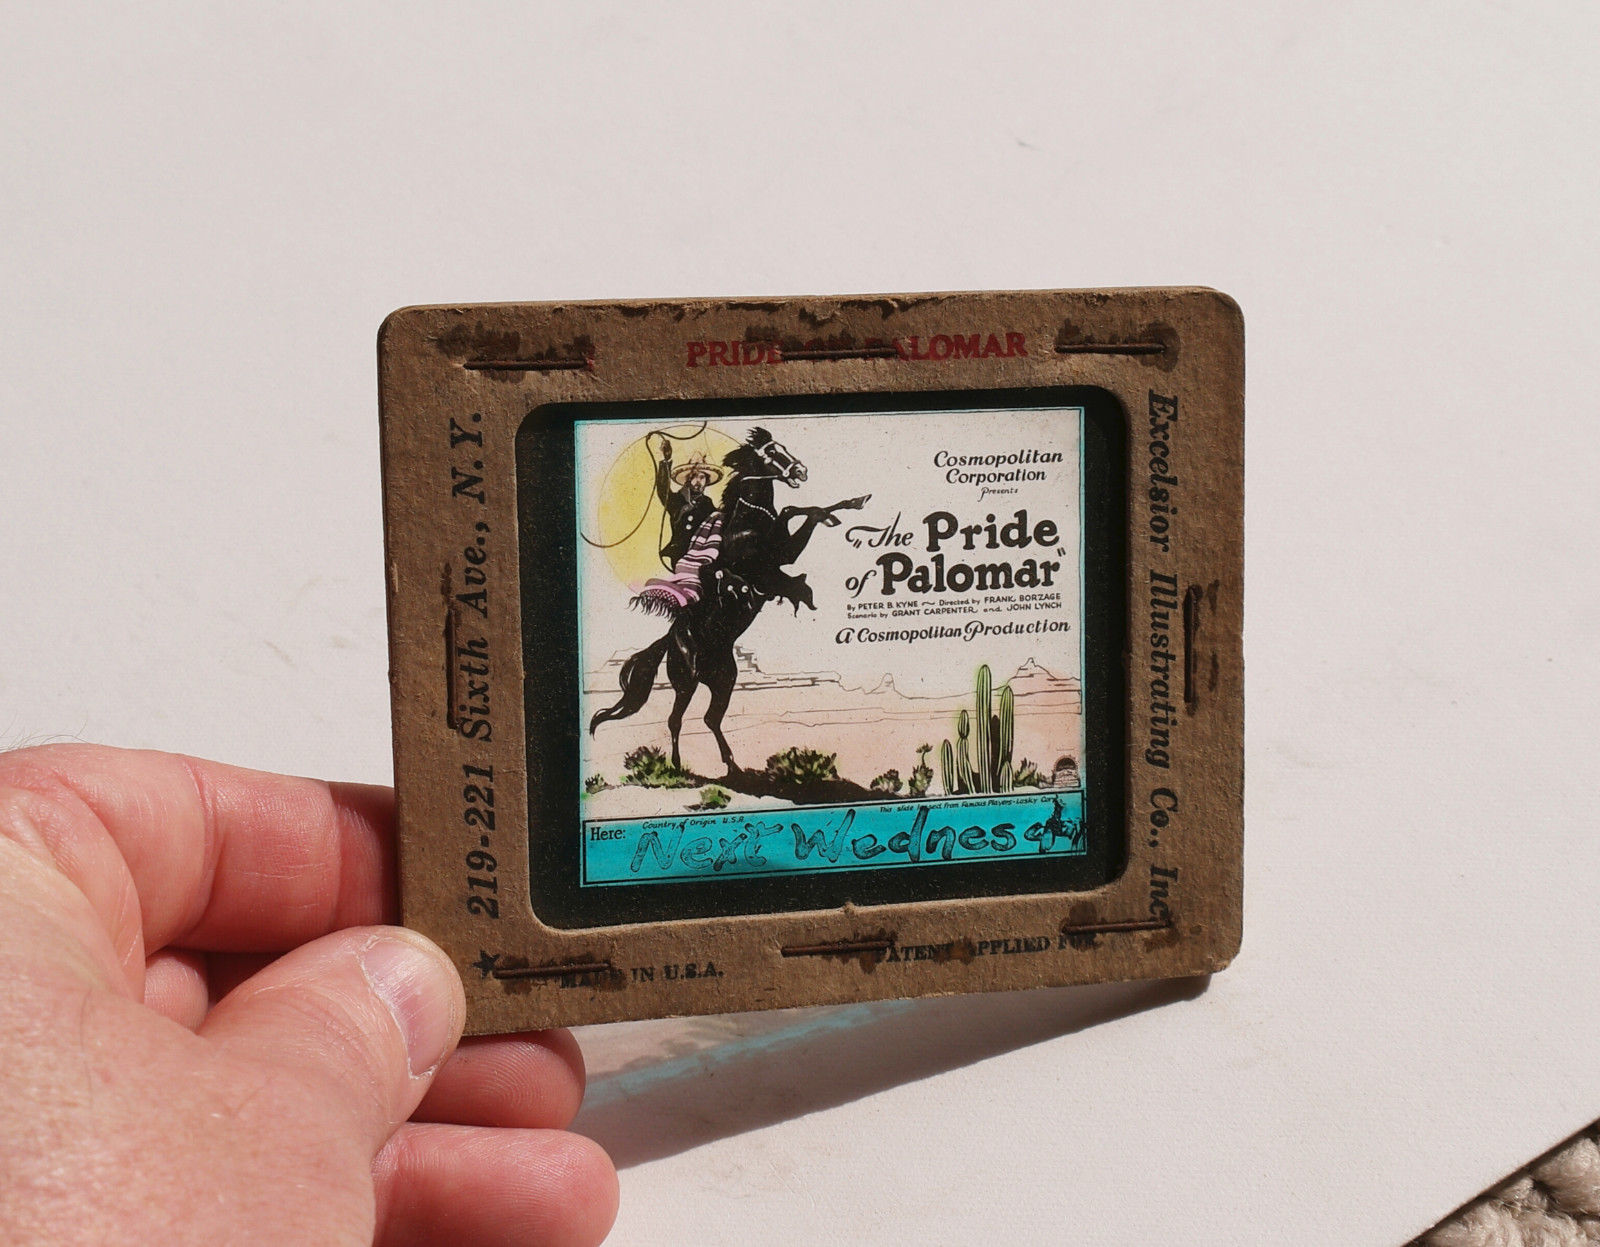 PRIDE OF PALOMAR
219-221 Sixth Ave., N.Y.
Excelsior Illustrating Co., Inc.
Cosmopolitan
Corporation
Presents
"The Pride
of Palomar"
By PETER B. KYNE ~ Directed by FRANK BORZAGE
Scenario by GRANT CARPENTER and JOHN LYNCH
A Cosmopolitan Production
This slide leased from Famous Players-Lasky Corp.
Country of Origin U.S.A.
Here: Next Wednesday
MADE IN U.S.A.
PATENT APPLIED FOR